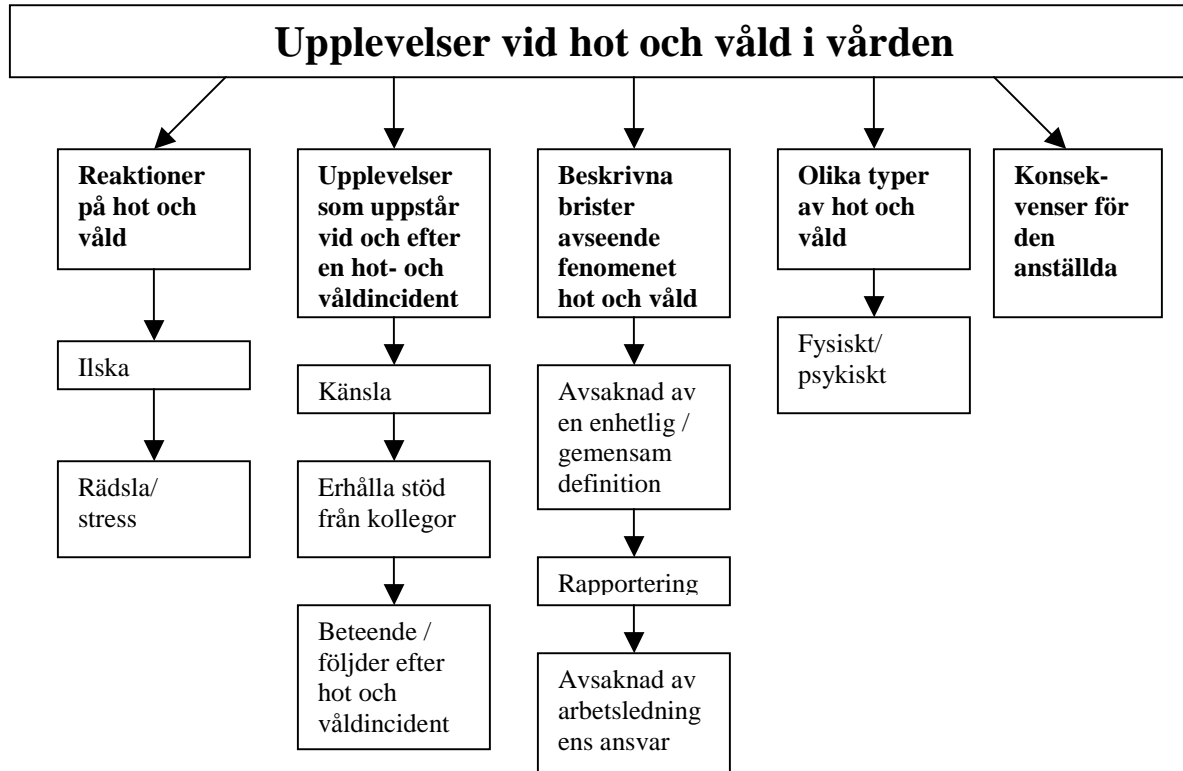 Upplevelser vid hot och våld i vården
Reaktioner
på hot och
våld
Ilska
Rädsla/
stress
Upplevelser
som uppstår
vid och efter
en hot- och
våldincident
Känsla
Erhålla stöd
från kollegor
Beteende /
följder efter
hot och
våldincident
Beskrivna
brister
avseende
fenomenet
hot och våld
Avsaknad av
en enhetlig /
gemensam
definition
Rapportering
Avsaknad av
arbetsledning
ens ansvar
Olika typer
av hot och
våld
Fysiskt/
psykiskt
Konsek-
venser för
den
anställda